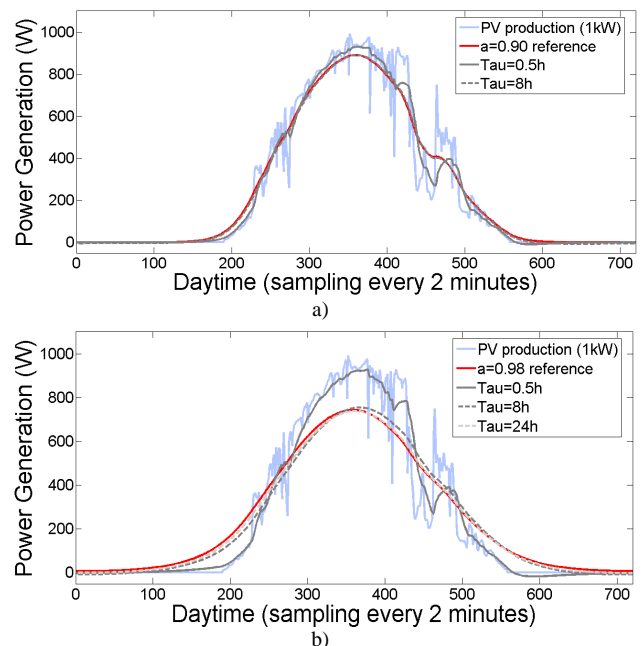 Power Generation (W)
1000
800
600
400
200
0
PV production (1kW)
a=0.90 reference
Tau=0.5h
Tau=8h
0 100 200 300 400 500 600 700
Daytime (sampling every 2 minutes)
a)
Power Generation (W)
1000
800
600
400
200
0
PV production (1kW)
a=0.98 reference
Tau=0.5h
Tau=8h
Tau=24h
0 100 200 300 400 500 600 700
Daytime (sampling every 2 minutes)
b)